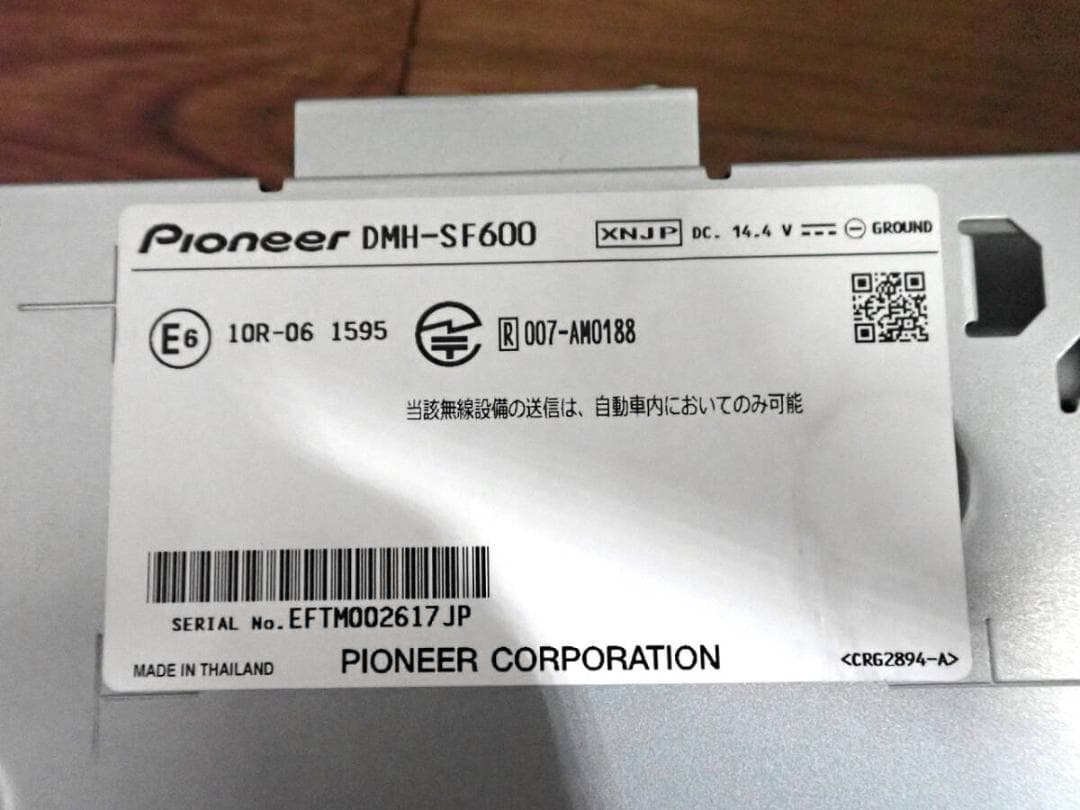 Pioneer DMH-SF600 XNJP DC. 14.4 V ⎓ ⊖ GROUND
E6 10R-06 1595 R 007-AM0188
当該無線設備の送信は、自動車内においてのみ可能
SERIAL No. EFTM002617JP
MADE IN THAILAND PIONEER CORPORATION <CRG2894-A>